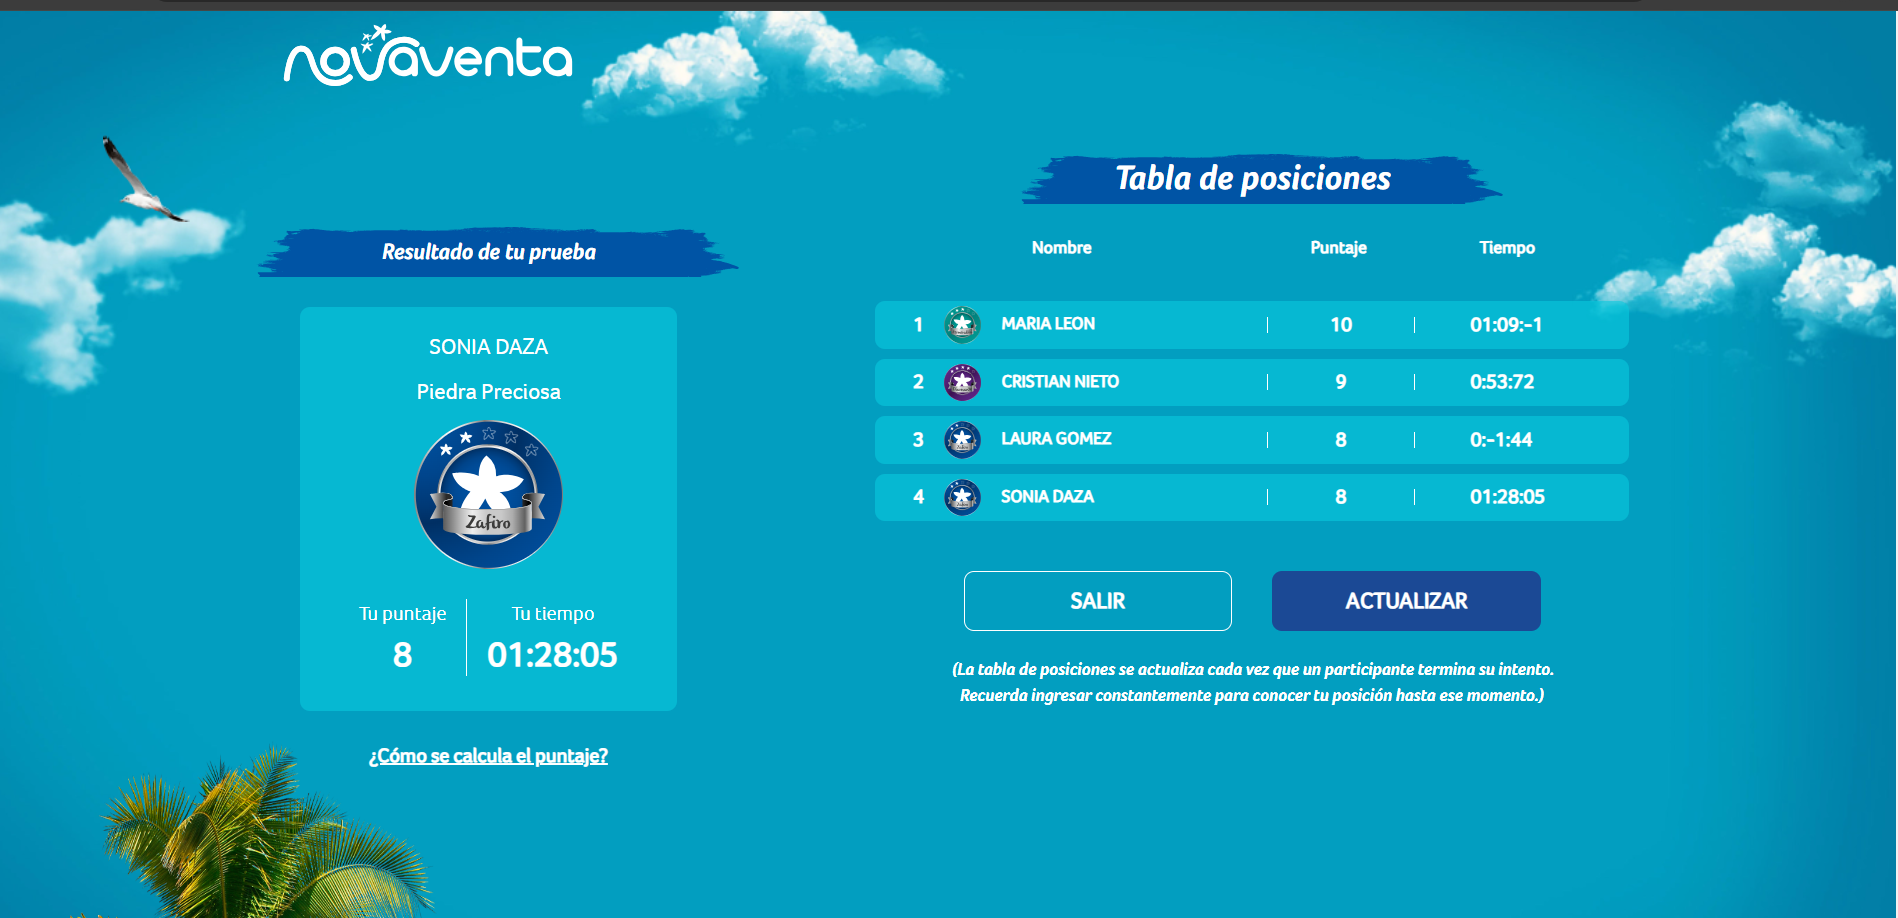 novaventa
Resultado de tu prueba
SONIA DAZA
Piedra Preciosa
Zafiro
Tu puntaje Tu tiempo
8 01:28:05
¿Cómo se calcula el puntaje?
Tabla de posiciones
Nombre Puntaje Tiempo
1 MARIA LEON 10 01:09:-1
2 CRISTIAN NIETO 9 0:53:72
3 LAURA GOMEZ 8 0:-1:44
4 SONIA DAZA 8 01:28:05
SALIR ACTUALIZAR
(La tabla de posiciones se actualiza cada vez que un participante termina su intento.
Recuerda ingresar constantemente para conocer tu posición hasta ese momento.)